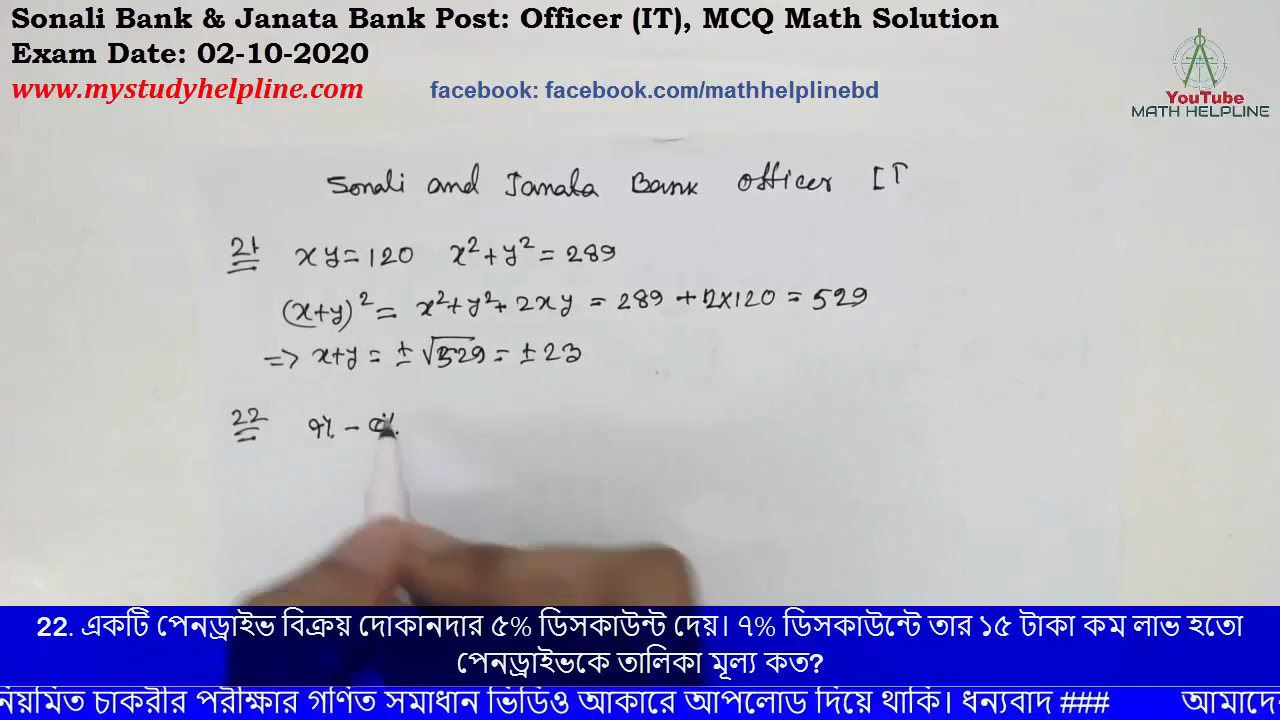 Sonali Bank & Janata Bank Post: Officer (IT), MCQ Math Solution
Exam Date: 02-10-2020
www.mystudyhelpline.com facebook: facebook.com/mathhelplinebd
YouTube
MATH HELPLINE
Sonali and Janata Bank Officer IT
21 xy=120 x²+y²=289
(x+y)²= x²+y²+2xy = 289+2×120=529
=> x+y = ±√529 = ±23
22 ৭% -
22. একটি পেনড্রাইভ বিক্রয় দোকানদার ৫% ডিসকাউন্ট দেয়। ৭% ডিসকাউন্টে তার ১৫ টাকা কম লাভ হতো
পেনড্রাইভকে তালিকা মূল্য কত?
নিয়মিত চাকরীর পরীক্ষার গণিত সমাধান ভিডিও আকারে আপলোড দিয়ে থাকি। ধন্যবাদ ### আমাদে